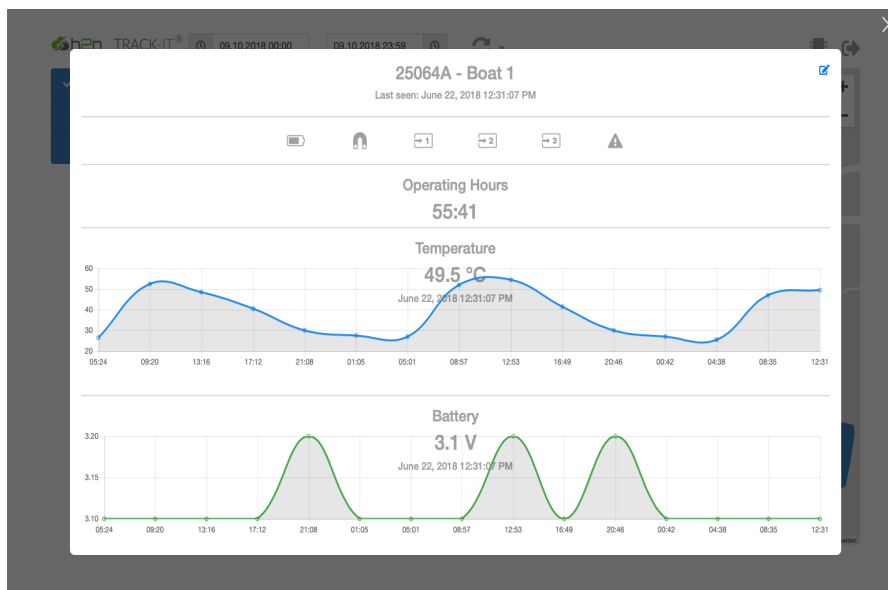 h2n TRACK-IT®
09.10.2018 00:00
09.10.2018 23:59
25064A - Boat 1
Last seen: June 22, 2018 12:31:07 PM
1
2
3
Operating Hours
55:41
Temperature
49.5 °C
June 22, 2018 12:31:07 PM
60
50
40
30
20
05:24 09:20 13:16 17:12 21:08 01:05 05:01 08:57 12:53 16:49 20:46 00:42 04:38 08:35 12:31
Battery
3.1 V
June 22, 2018 12:31:07 PM
3.20
3.15
3.10
05:24 09:20 13:16 17:12 21:08 01:05 05:01 08:57 12:53 16:49 20:46 00:42 04:38 08:35 12:31